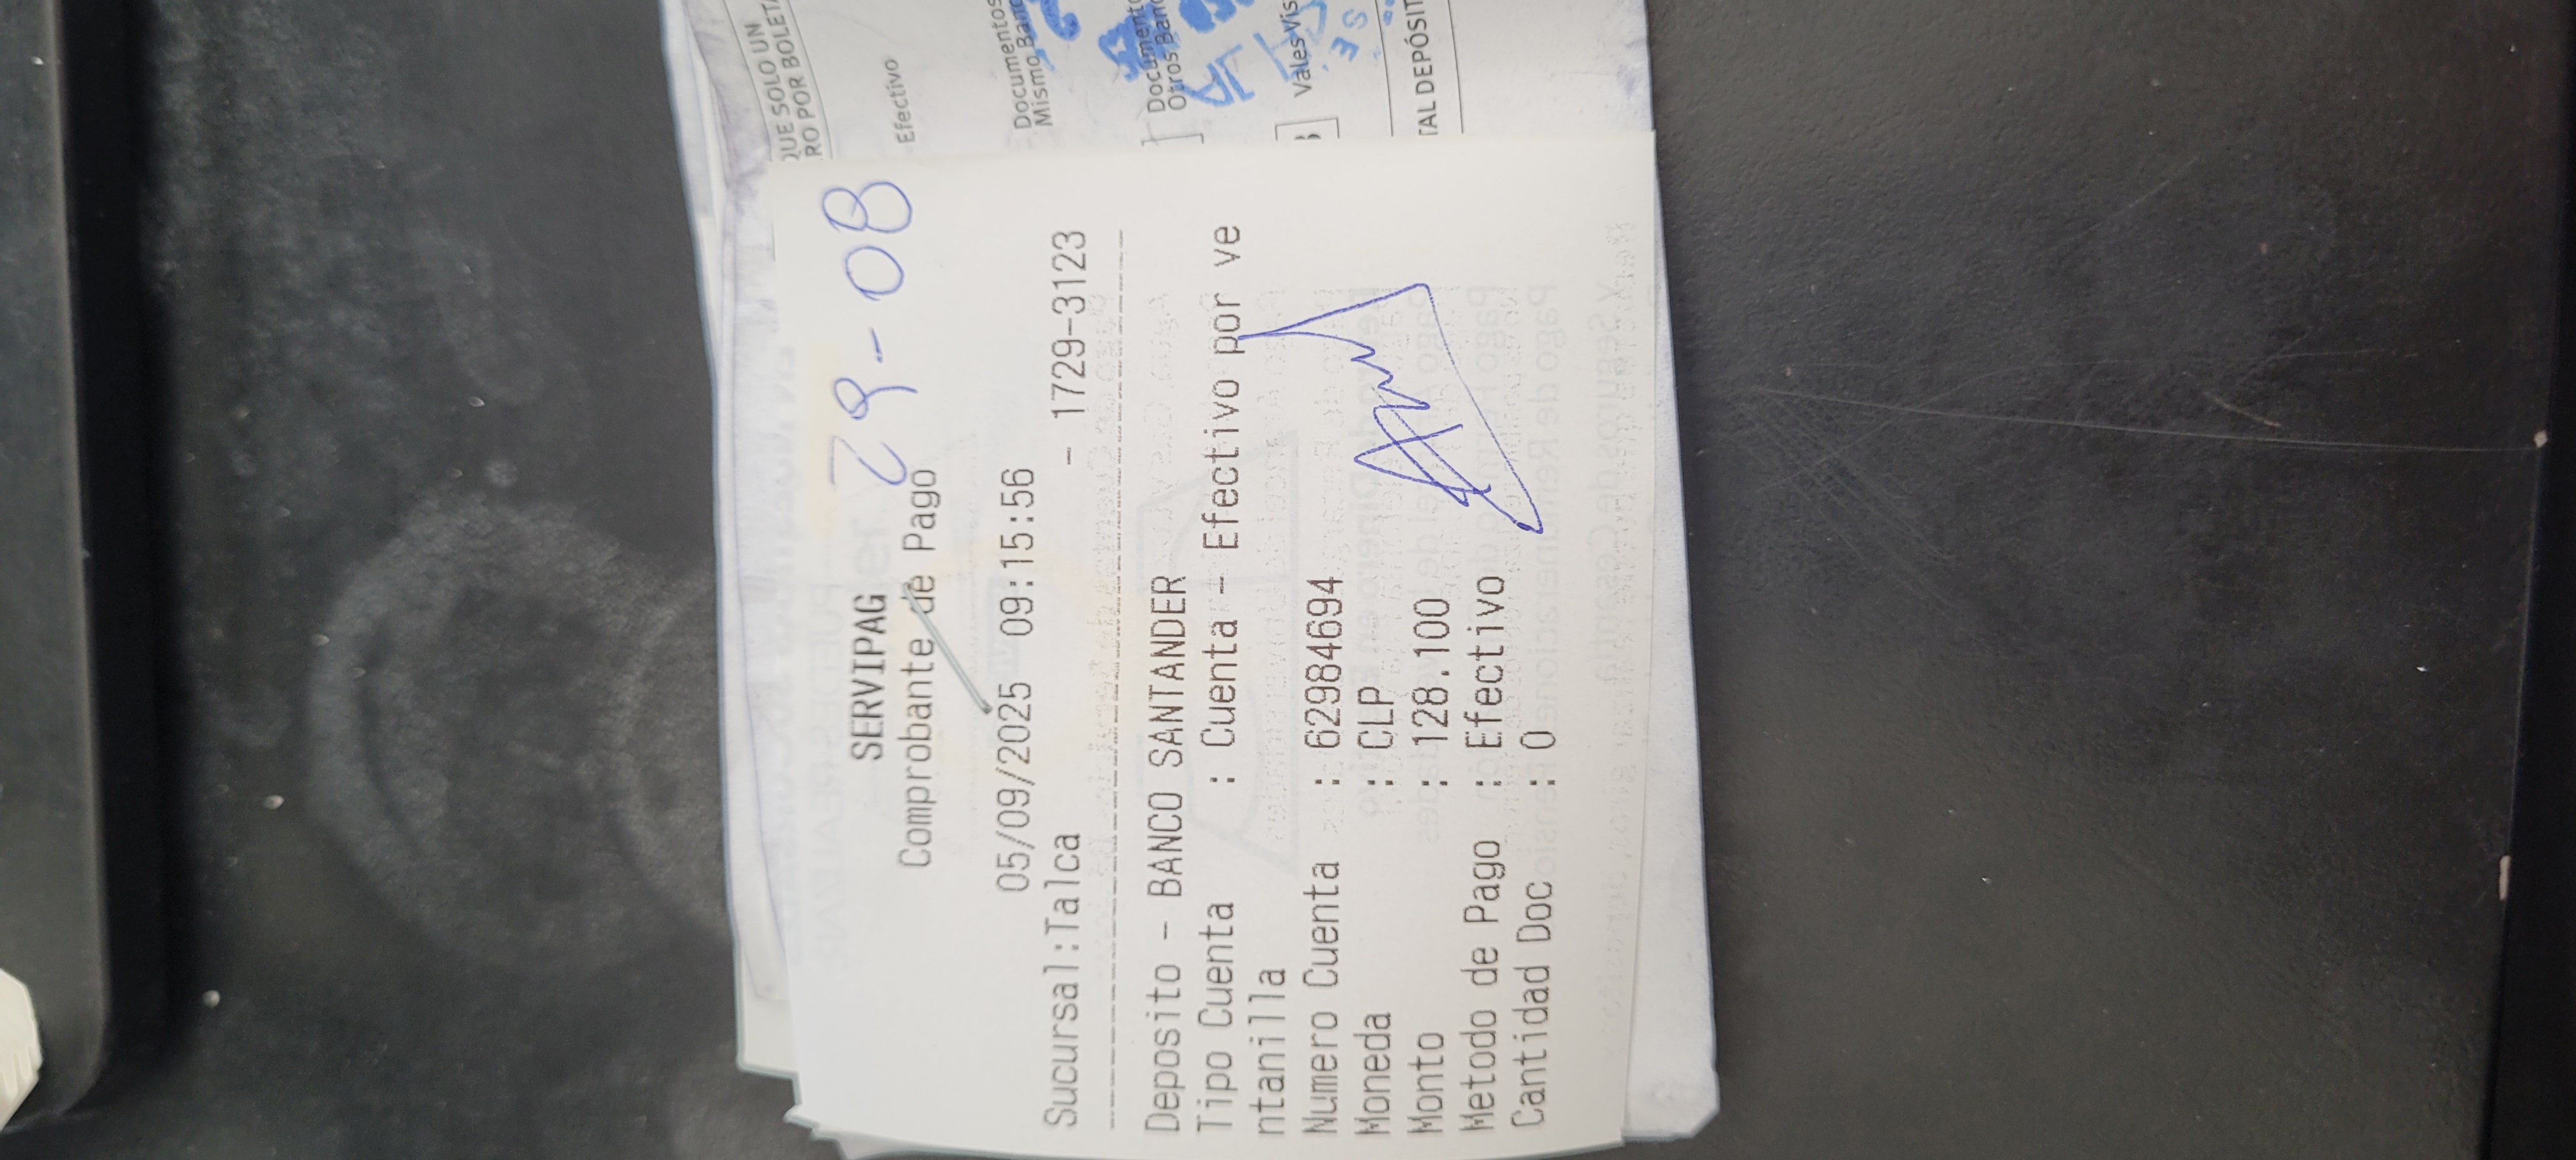 QUE SOLO UN
RO POR BOLETA
Efectivo
Documentos
Mismo Banco
Documentos
Otros Banc
Vales Vis
TAL DEPÓSIT
29-08
SERVIPAG
Comprobante de Pago
05/09/2025 09:15:56
Sucursal:Talca - 1729-3123
Deposito - BANCO SANTANDER
Tipo Cuenta : Cuenta - Efectivo por ve
ntanilla
Numero Cuenta : 62984694
Moneda : CLP
Monto : 128.100
Metodo de Pago : Efectivo
Cantidad Doc : 0